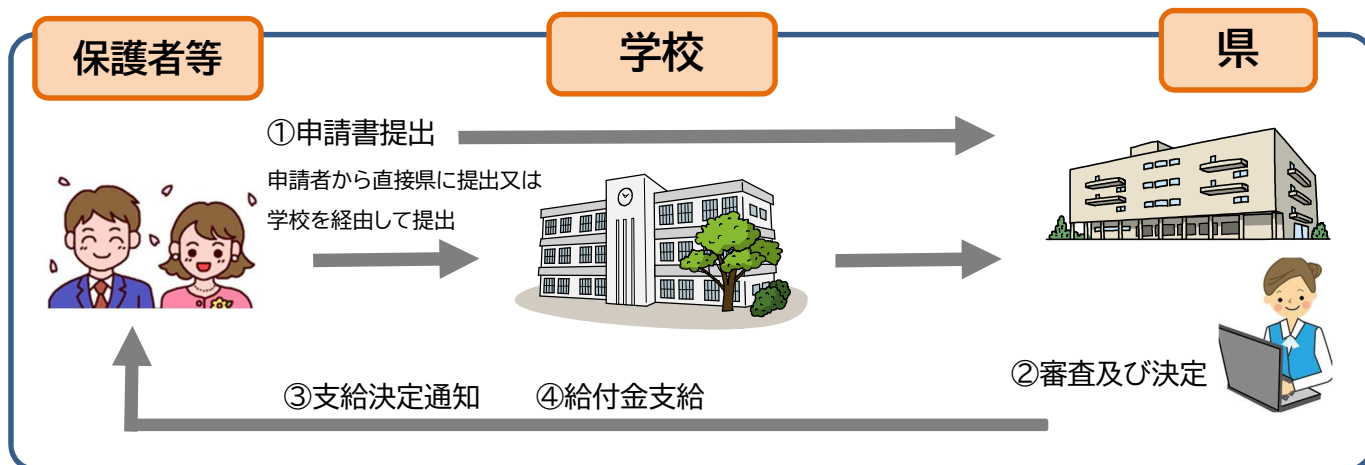 保護者等
学校
県
①申請書提出
申請者から直接県に提出又は
学校を経由して提出
②審査及び決定
③支給決定通知
④給付金支給